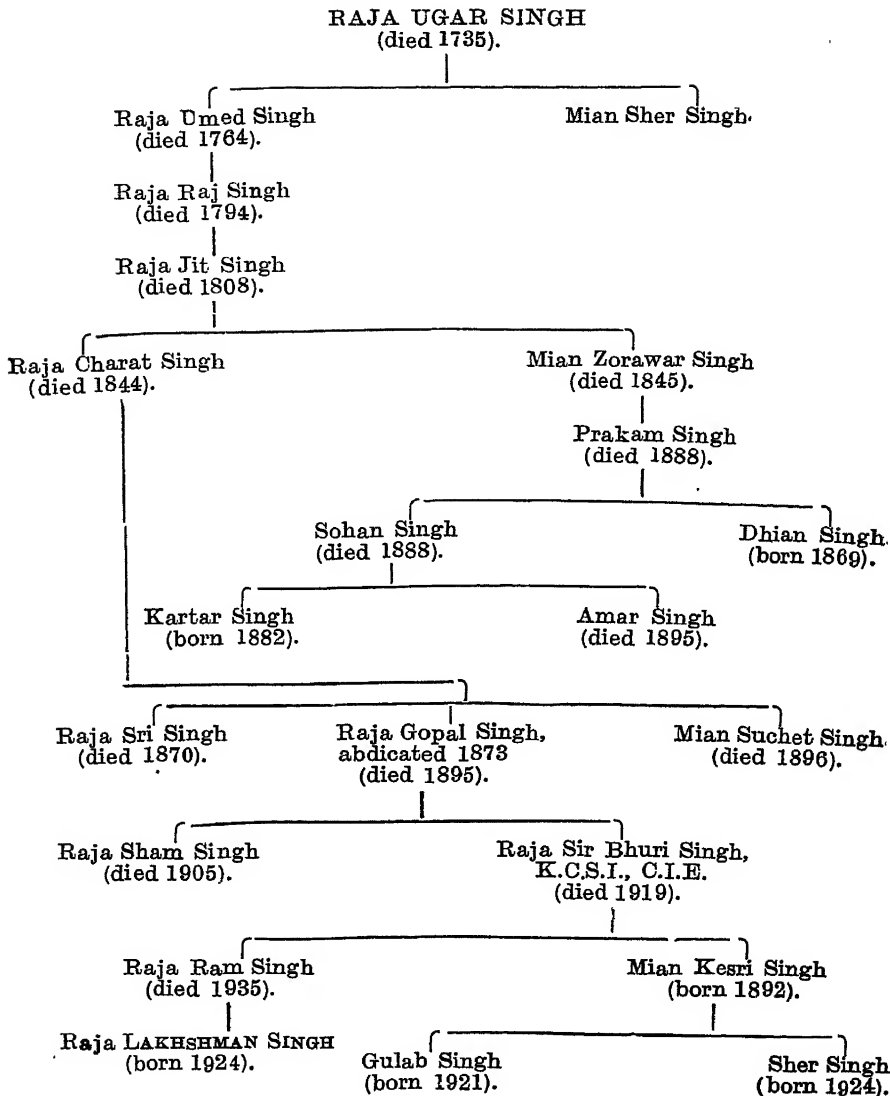 RAJA UGAR SINGH
(died 1735).
Raja Umed Singh
(died 1764).
Mian Sher Singh.
Raja Raj Singh
(died 1794).
Raja Jit Singh
(died 1808).
Raja Charat Singh
(died 1844).
Mian Zorawar Singh
(died 1845).
Prakam Singh
(died 1888).
Sohan Singh
(died 1888).
Dhian Singh.
(born 1869).
Kartar Singh
(born 1882).
Amar Singh
(died 1895).
Raja Sri Singh
(died 1870).
Raja Gopal Singh,
abdicated 1873
(died 1895).
Mian Suchet Singh.
(died 1896).
Raja Sham Singh
(died 1905).
Raja Sir Bhuri Singh,
K.C.S.I., C.I.E.
(died 1919).
Raja Ram Singh
(died 1935).
Mian Kesri Singh
(born 1892).
Raja LAKHSHMAN SINGH
(born 1924).
Gulab Singh
(born 1921).
Sher Singh
(born 1924).